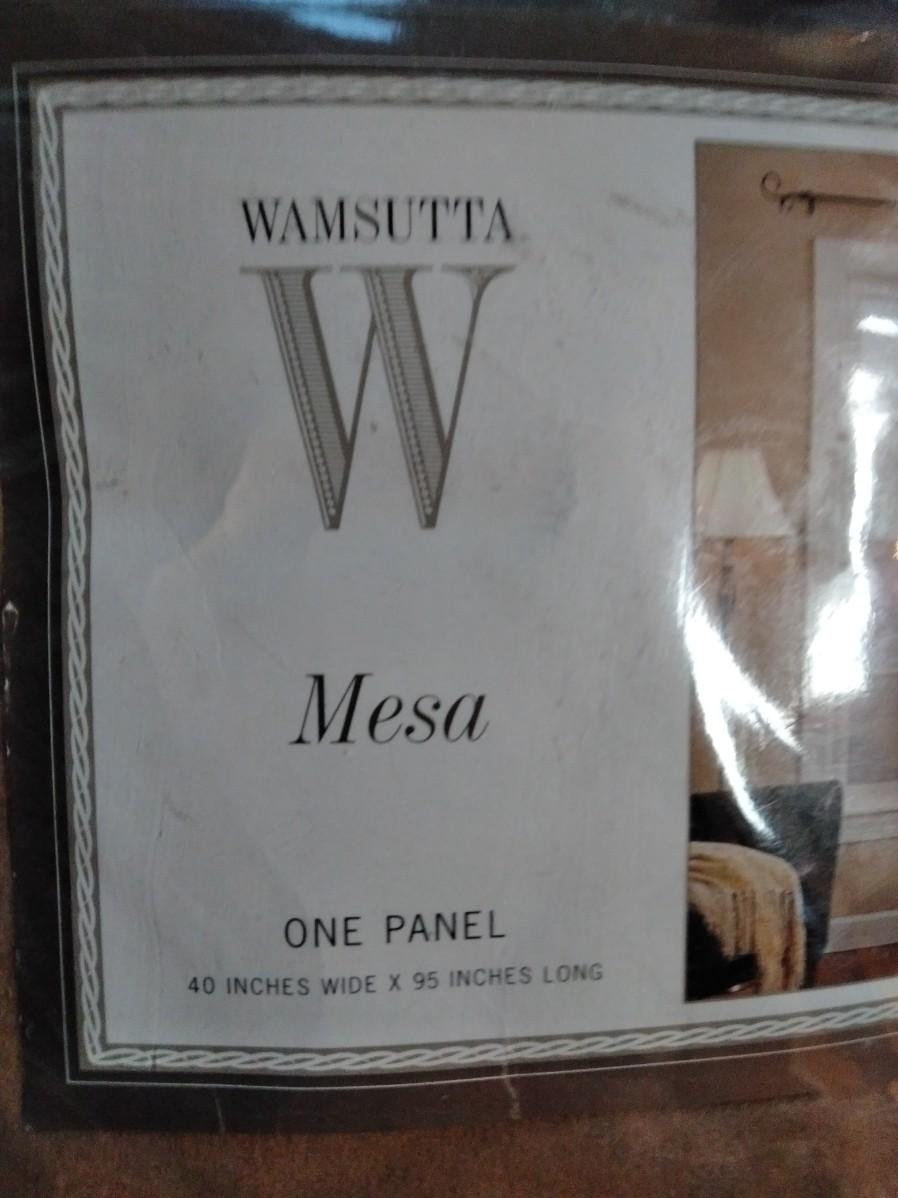 WAMSUTTA
W
Mesa
ONE PANEL
40 INCHES WIDE X 95 INCHES LONG